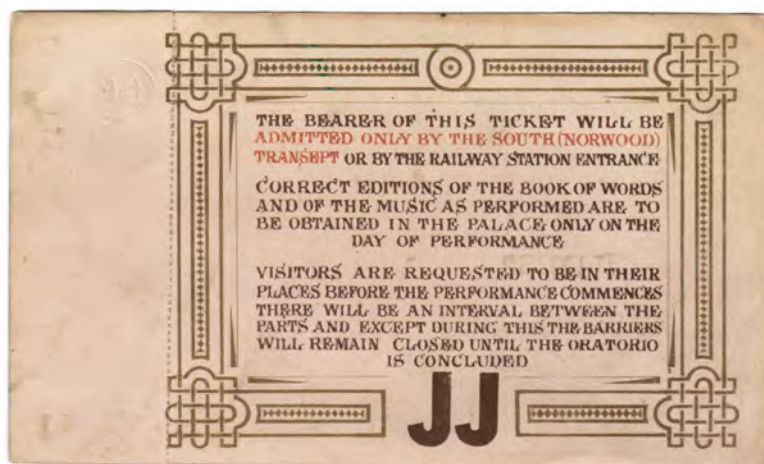 THE BEARER OF THIS TICKET WILL BE
ADMITTED ONLY BY THE SOUTH (NORWOOD)
TRANSEPT OR BY THE RAILWAY STATION ENTRANCE
CORRECT EDITIONS OF THE BOOK OF WORDS
AND OF THE MUSIC AS PERFORMED ARE TO
BE OBTAINED IN THE PALACE ONLY ON THE
DAY OF PERFORMANCE
VISITORS ARE REQUESTED TO BE IN THEIR
PLACES BEFORE THE PERFORMANCE COMMENCES
THERE WILL BE AN INTERVAL BETWEEN THE
PARTS AND EXCEPT DURING THIS THE BARRIERS
WILL REMAIN CLOSED UNTIL THE ORATORIO
IS CONCLUDED
JJ